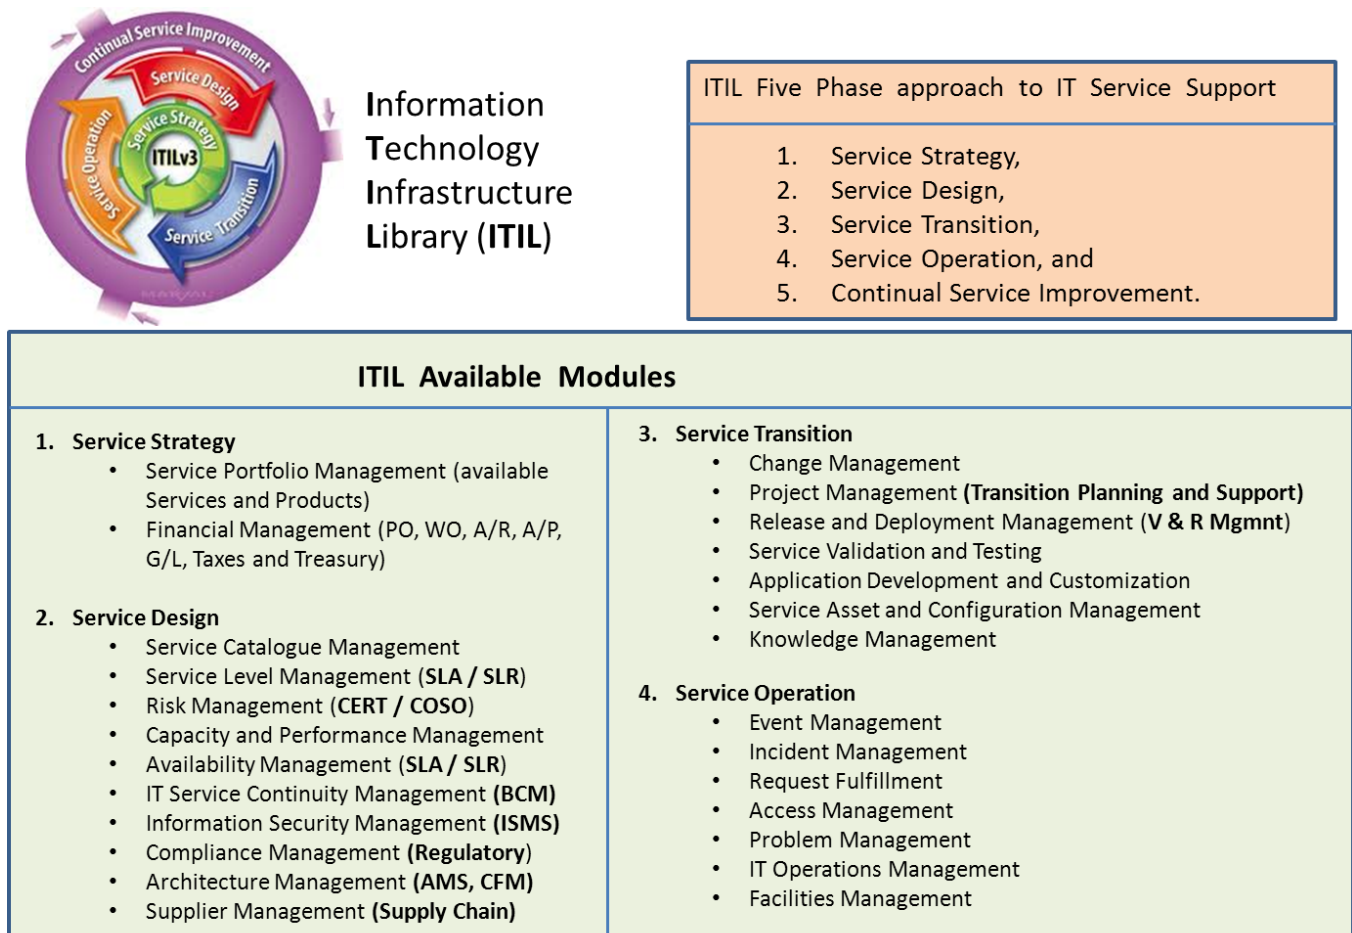 Continual Service Improvement
Service Design
Service Strategy
ITILv3
Service Operation
Service Transition
Information
Technology
Infrastructure
Library (ITIL)
ITIL Five Phase approach to IT Service Support
1. Service Strategy,
2. Service Design,
3. Service Transition,
4. Service Operation, and
5. Continual Service Improvement.
ITIL Available Modules
1. Service Strategy
• Service Portfolio Management (available
Services and Products)
• Financial Management (PO, WO, A/R, A/P,
G/L, Taxes and Treasury)
2. Service Design
• Service Catalogue Management
• Service Level Management (SLA / SLR)
• Risk Management (CERT / COSO)
• Capacity and Performance Management
• Availability Management (SLA / SLR)
• IT Service Continuity Management (BCM)
• Information Security Management (ISMS)
• Compliance Management (Regulatory)
• Architecture Management (AMS, CFM)
• Supplier Management (Supply Chain)
3. Service Transition
• Change Management
• Project Management (Transition Planning and Support)
• Release and Deployment Management (V & R Mgmnt)
• Service Validation and Testing
• Application Development and Customization
• Service Asset and Configuration Management
• Knowledge Management
4. Service Operation
• Event Management
• Incident Management
• Request Fulfillment
• Access Management
• Problem Management
• IT Operations Management
• Facilities Management